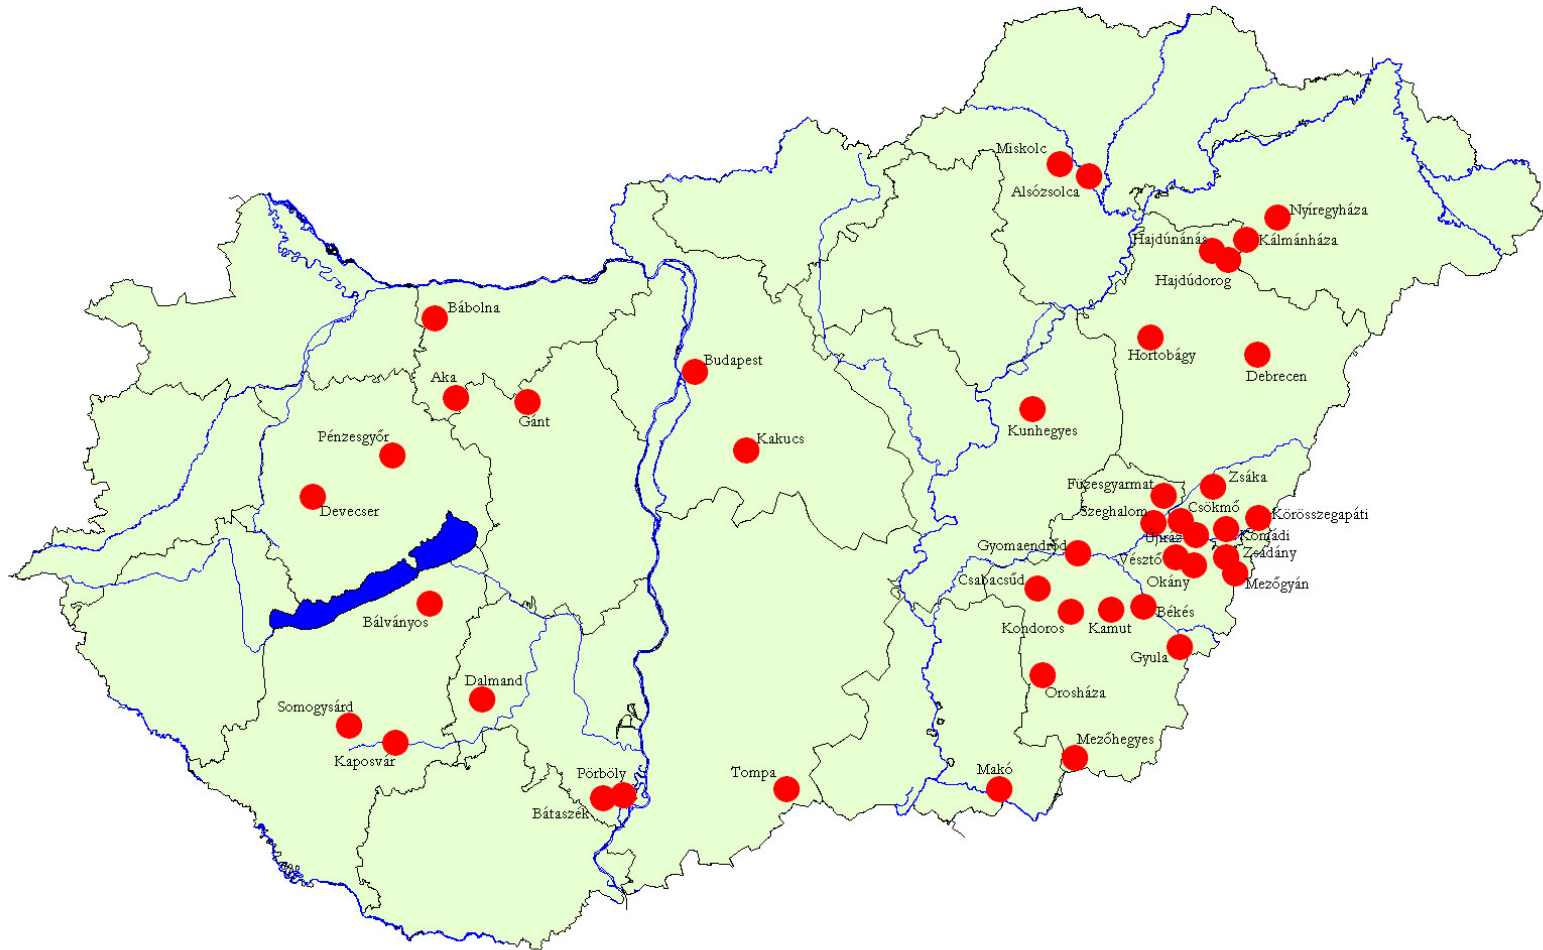 Miskolc
Alsózsolca
Nyíregyháza
Hajdúnánás
Kálmánháza
Hajdúdorog
Bábolna
Hortobágy
Budapest
Debrecen
Aka
Gánt
Kunhegyes
Pénzesgyőr
Kakucs
Zsáka
Füzesgyarmat
Devecser
Csökmő
Szeghalom
Körösszegapáti
Újiráz
Komádi
Gyomaendrőd
Vésztő
Zsadány
Csabacsűd
Okány
Mezőgyán
Bálványos
Kondoros
Kamut
Békés
Gyula
Dalmand
Orosháza
Somogysárd
Kaposvár
Mezőhegyes
Pörböly
Tompa
Makó
Bátaszék